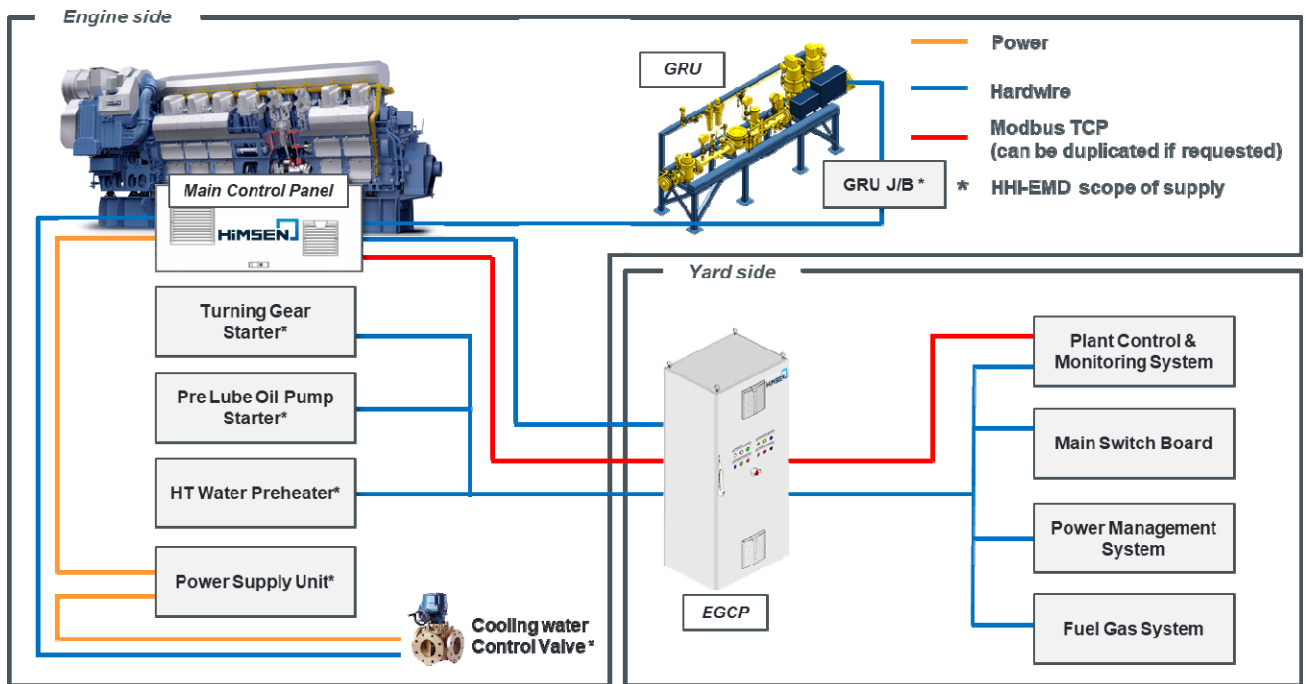 Engine side
GRU
Power
Hardwire
Modbus TCP
(can be duplicated if requested)
GRU J/B *
* HHI-EMD scope of supply
Main Control Panel
HiMSEN
Turning Gear
Starter*
Pre Lube Oil Pump
Starter*
HT Water Preheater*
Power Supply Unit*
Cooling water
Control Valve *
Yard side
HiMSEN
EGCP
Plant Control &
Monitoring System
Main Switch Board
Power Management
System
Fuel Gas System